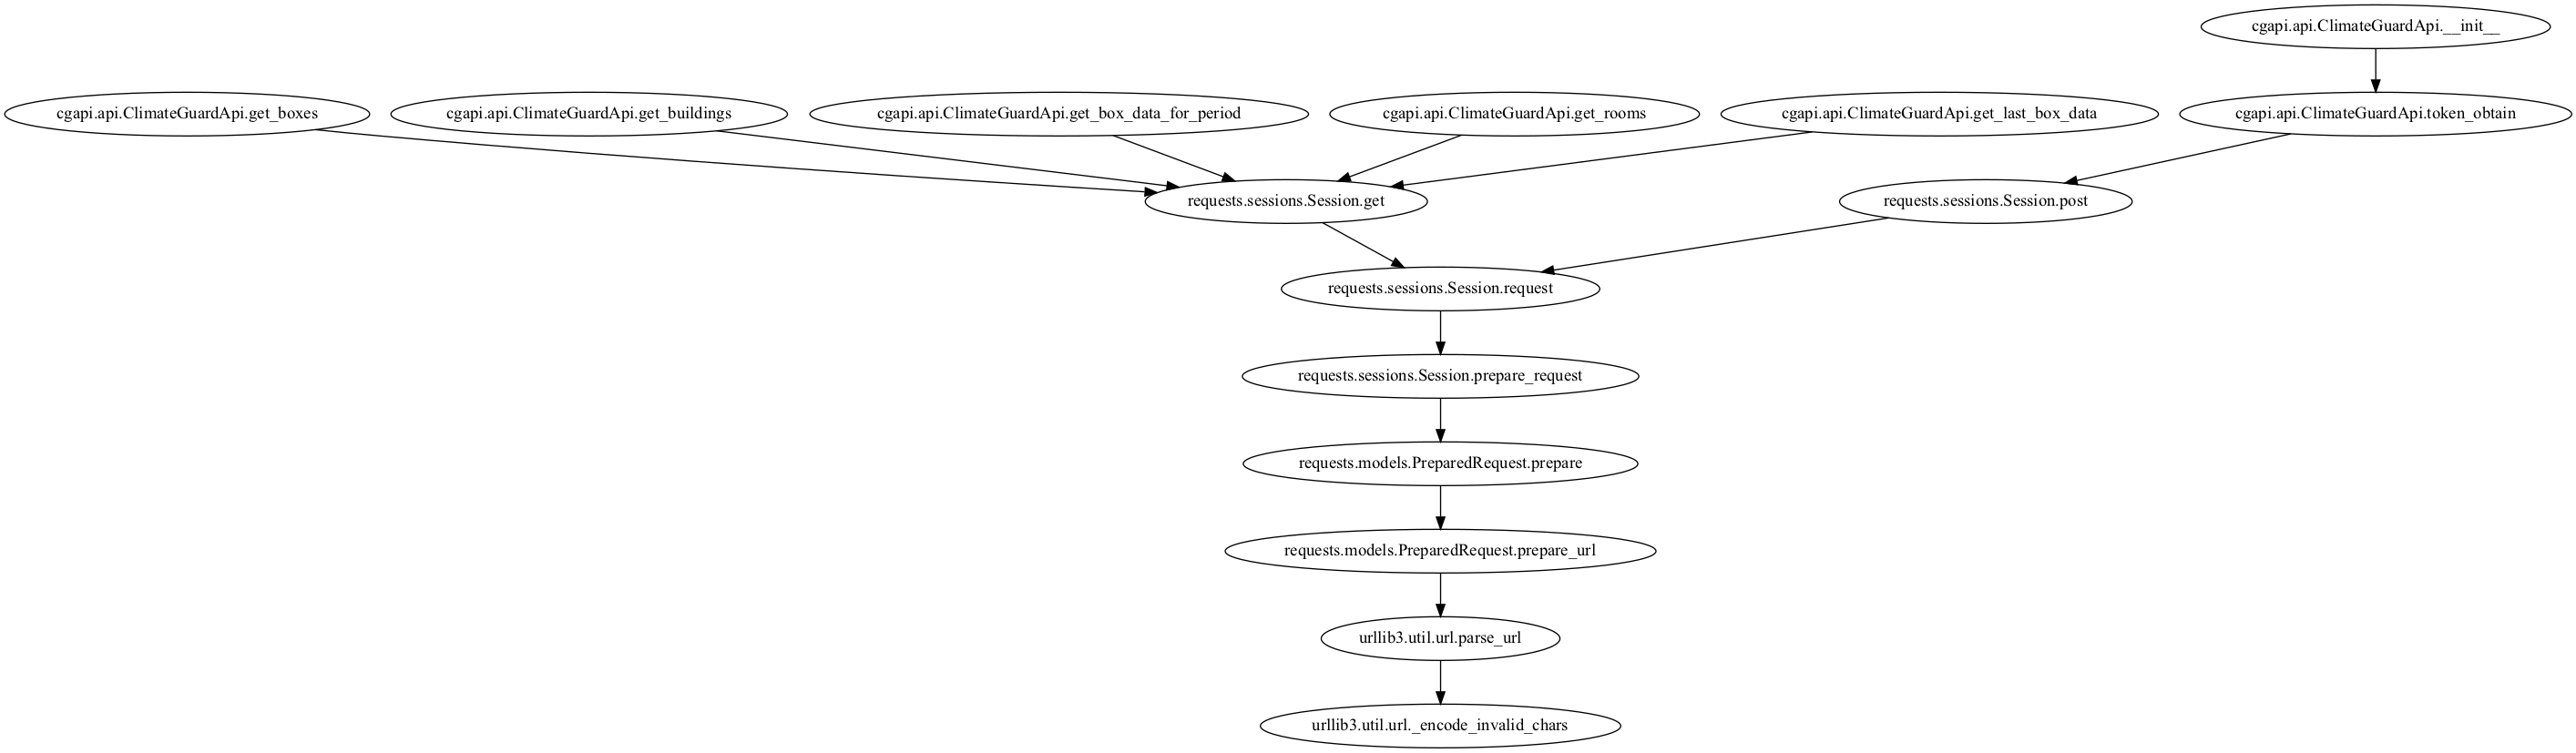 cgapi.api.ClimateGuardApi.__init__
cgapi.api.ClimateGuardApi.get_boxes
cgapi.api.ClimateGuardApi.get_buildings
cgapi.api.ClimateGuardApi.get_box_data_for_period
cgapi.api.ClimateGuardApi.get_rooms
cgapi.api.ClimateGuardApi.get_last_box_data
cgapi.api.ClimateGuardApi.token_obtain
requests.sessions.Session.get
requests.sessions.Session.post
requests.sessions.Session.request
requests.sessions.Session.prepare_request
requests.models.PreparedRequest.prepare
requests.models.PreparedRequest.prepare_url
urllib3.util.url.parse_url
urllib3.util.url._encode_invalid_chars